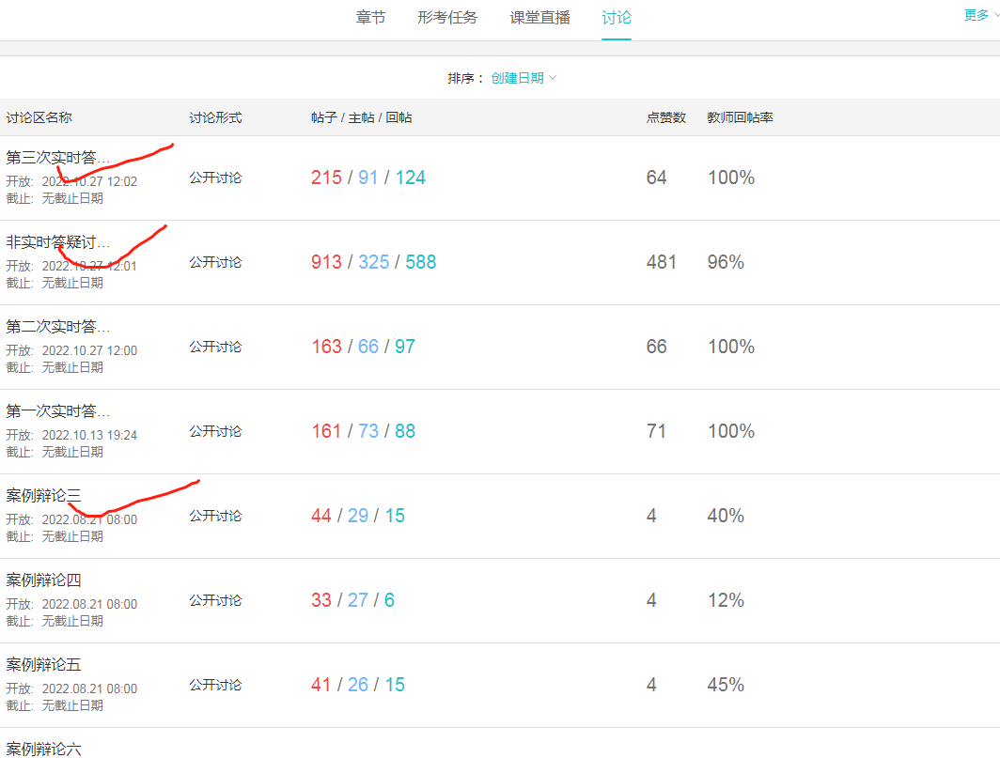 章节 形考任务 课堂直播 讨论 更多
排序： 创建日期
讨论区名称 讨论形式 帖子 / 主帖 / 回帖 点赞数 教师回帖率
第三次实时答...
开放: 2022.10.27 12:02
截止: 无截止日期
公开讨论 215 / 91 / 124 64 100%
非实时答疑讨...
开放: 2022.10.27 12:01
截止: 无截止日期
公开讨论 913 / 325 / 588 481 96%
第二次实时答...
开放: 2022.10.27 12:00
截止: 无截止日期
公开讨论 163 / 66 / 97 66 100%
第一次实时答...
开放: 2022.10.13 19:24
截止: 无截止日期
公开讨论 161 / 73 / 88 71 100%
案例辩论三
开放: 2022.08.21 08:00
截止: 无截止日期
公开讨论 44 / 29 / 15 4 40%
案例辩论四
开放: 2022.08.21 08:00
截止: 无截止日期
公开讨论 33 / 27 / 6 4 12%
案例辩论五
开放: 2022.08.21 08:00
截止: 无截止日期
公开讨论 41 / 26 / 15 4 45%
案例辩论六